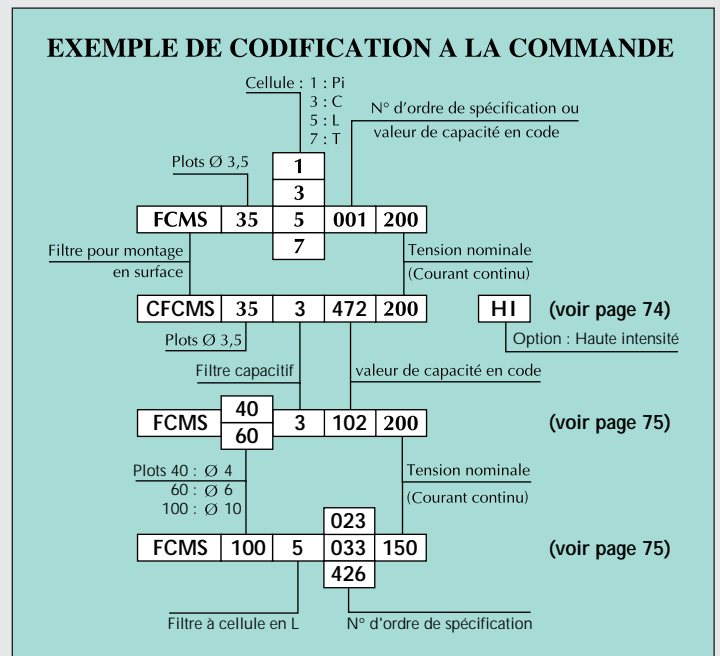 EXEMPLE DE CODIFICATION A LA COMMANDE
Cellule : 1 : Pi
3 : C
5 : L
7 : T
N° d'ordre de spécification ou
valeur de capacité en code
Plots Ø 3,5
1
3
FCMS 35 5 001 200
7
Filtre pour montage
en surface
Tension nominale
(Courant continu)
CFCMS 35 3 472 200 HI (voir page 74)
Plots Ø 3,5
Option : Haute intensité
Filtre capacitif
valeur de capacité en code
40
FCMS 3 102 200 (voir page 75)
60
Plots 40 : Ø 4
60 : Ø 6
100 : Ø 10
Tension nominale
(Courant continu)
023
FCMS 100 5 033 150 (voir page 75)
426
Filtre à cellule en L
N° d'ordre de spécification